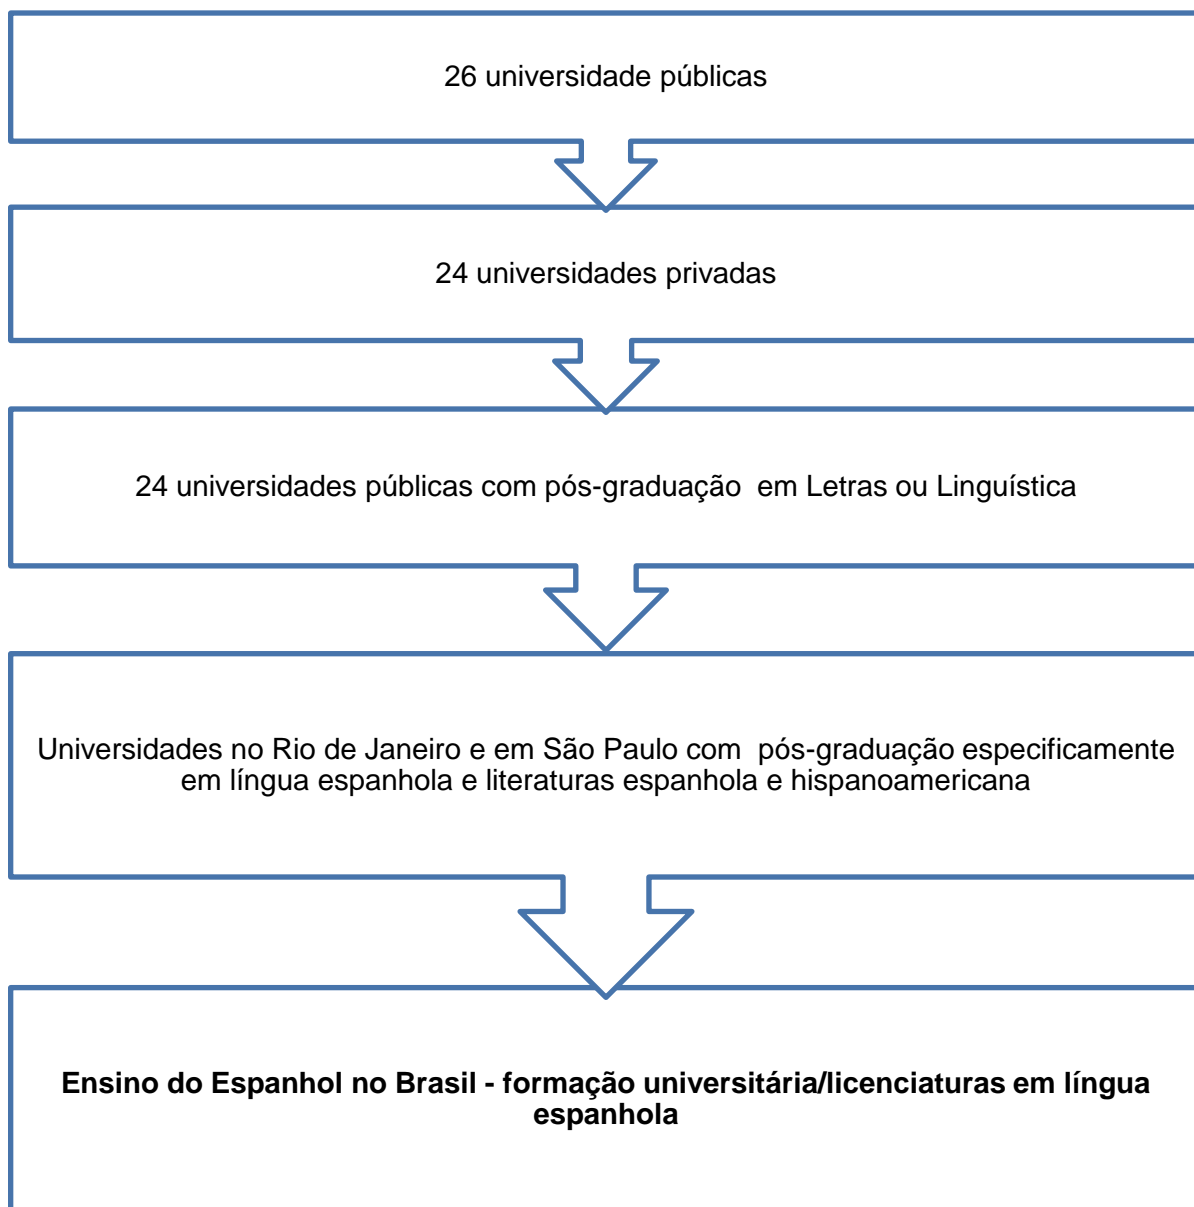 26 universidade públicas
24 universidades privadas
24 universidades públicas com pós-graduação  em Letras ou Linguística
Universidades no Rio de Janeiro e em São Paulo com  pós-graduação especificamente
em língua espanhola e literaturas espanhola e hispanoamericana
Ensino do Espanhol no Brasil - formação universitária/licenciaturas em língua
espanhola